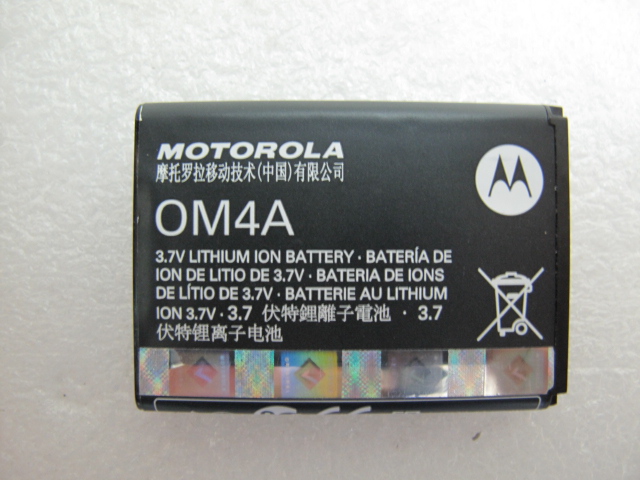 MOTOROLA
摩托罗拉移动技术(中国)有限公司
OM4A
3.7V LITHIUM ION BATTERY · BATERÍA DE
ION DE LITIO DE 3.7V · BATERIA DE IONS
DE LÍTIO DE 3.7V · BATTERIE AU LITHIUM
ION 3.7V · 3.7 伏特鋰離子電池 · 3.7
伏特锂离子电池